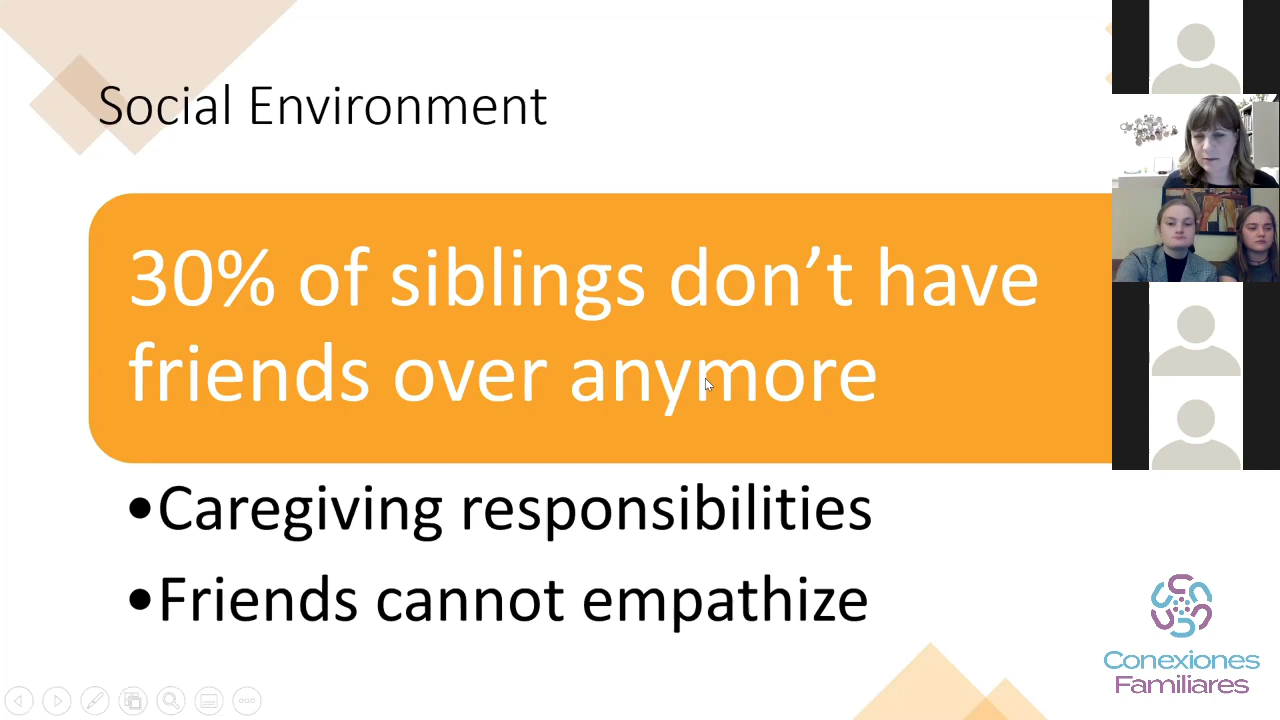 Social Environment
30% of siblings don’t have
friends over anymore
•Caregiving responsibilities
•Friends cannot empathize
Conexiones
Familiares